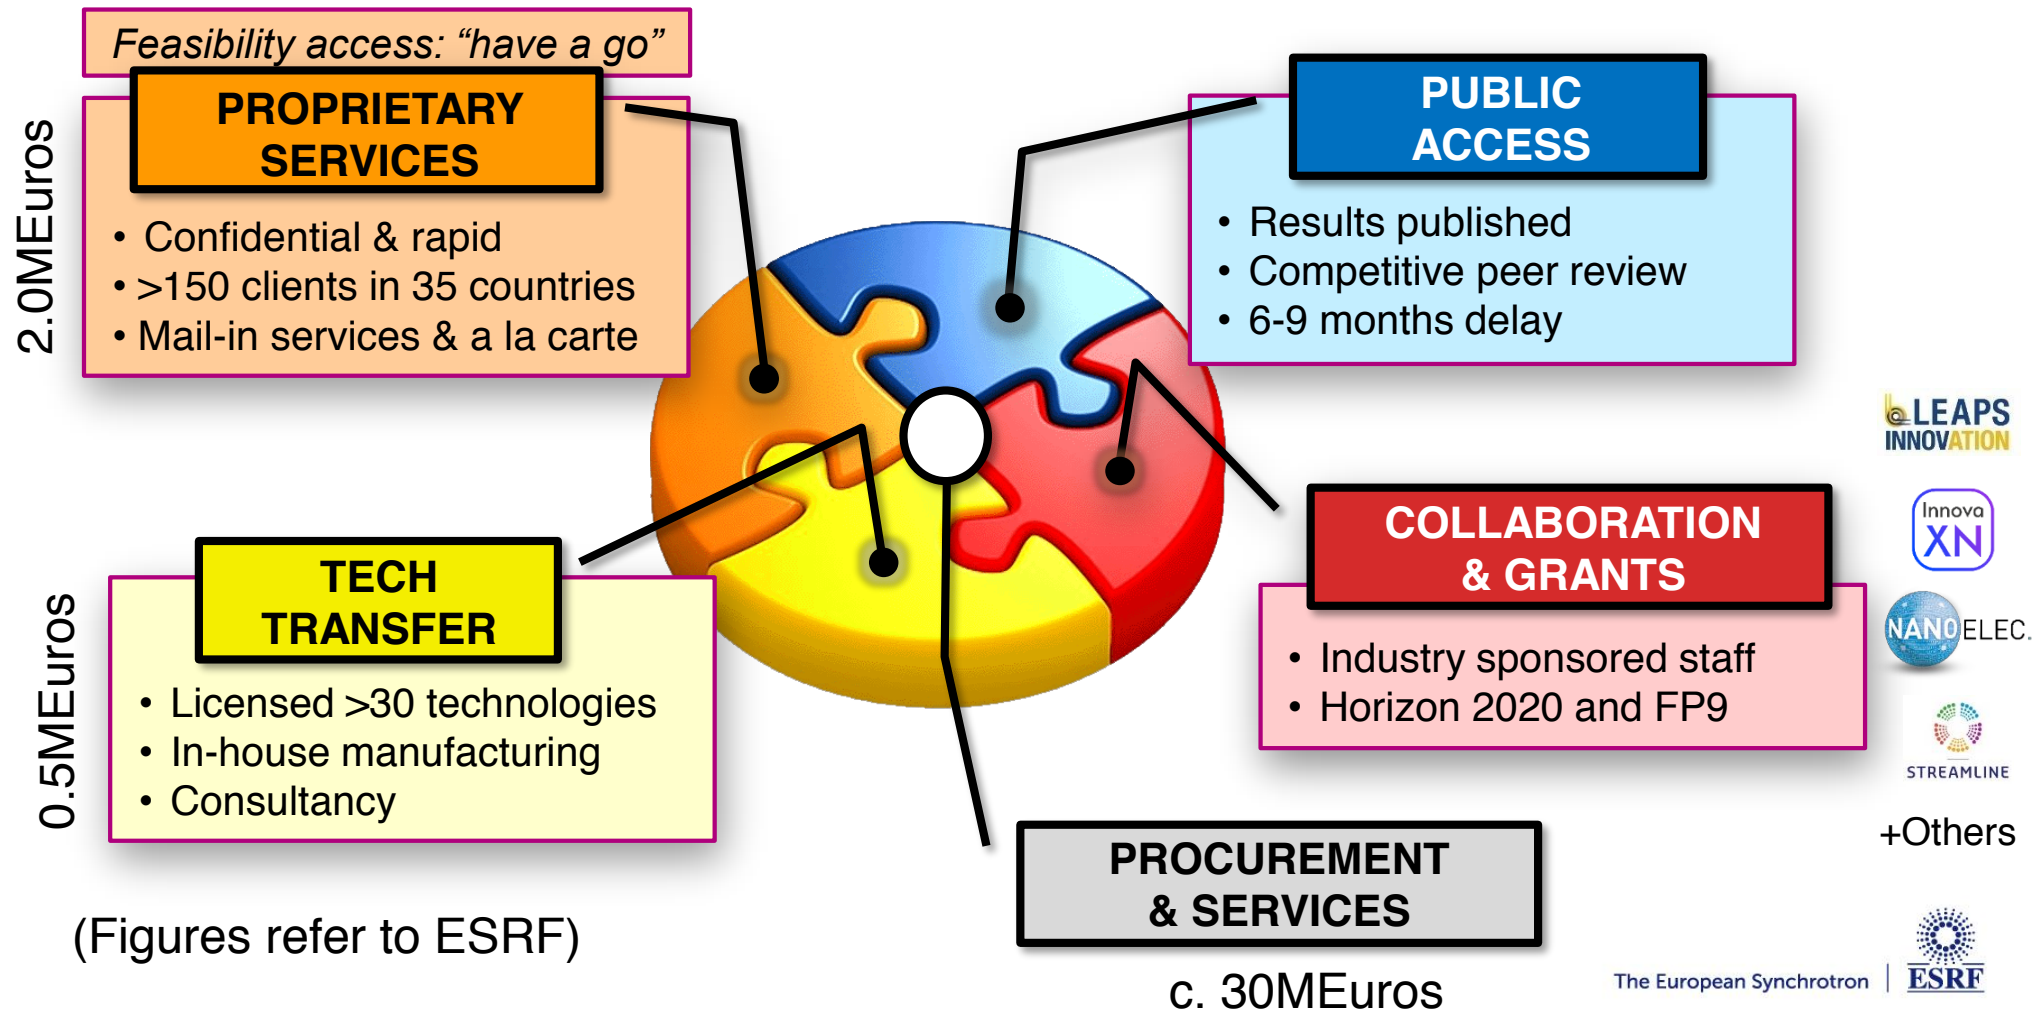 Feasibility access: “have a go”
PROPRIETARY
SERVICES
• Confidential & rapid
• >150 clients in 35 countries
• Mail-in services & a la carte
2.0MEuros
PUBLIC
ACCESS
• Results published
• Competitive peer review
• 6-9 months delay
TECH
TRANSFER
• Licensed >30 technologies
• In-house manufacturing
• Consultancy
0.5MEuros
COLLABORATION
& GRANTS
• Industry sponsored staff
• Horizon 2020 and FP9
LEAPS
INNOVATION
Innova
XN
NANOELEC.
STREAMLINE
+Others
PROCUREMENT
& SERVICES
c. 30MEuros
(Figures refer to ESRF)
The European Synchrotron | ESRF